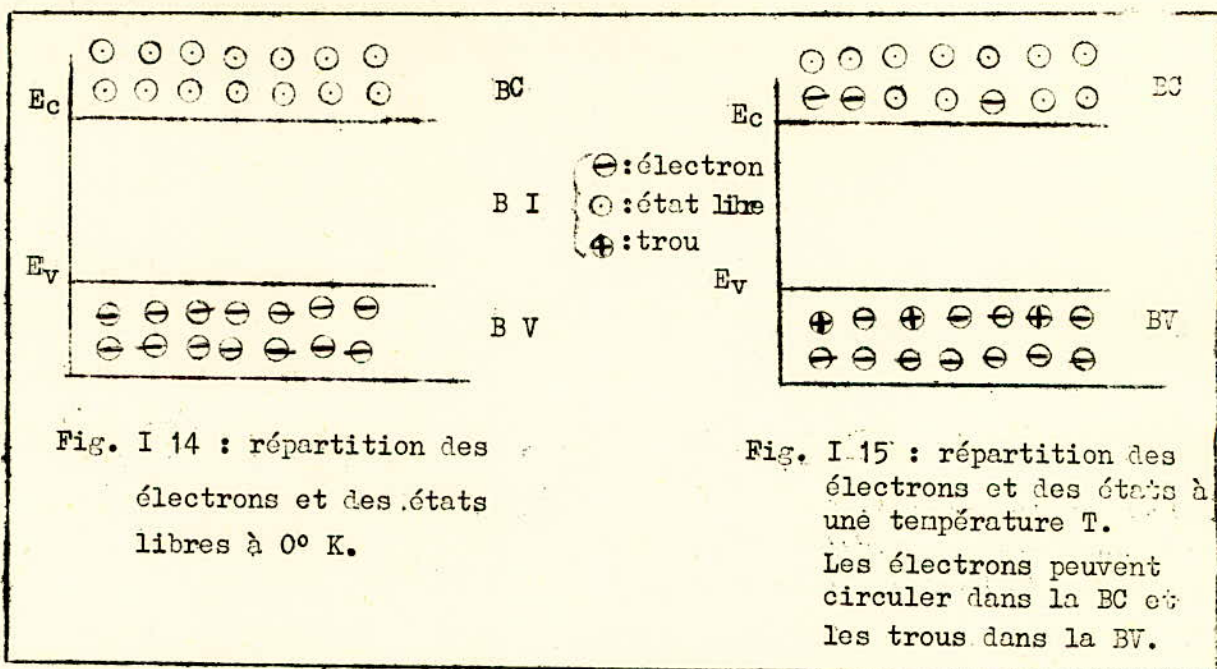 BC
Ec
B I
Ev
B V
⊖ : électron
⊙ : état libre
⊕ : trou
BC
Ec
Ev
BV
Fig. I 14 : répartition des
électrons et des états
libres à 0° K.
Fig. I 15 : répartition des
électrons et des états à
une température T.
Les électrons peuvent
circuler dans la BC et
les trous dans la BV.